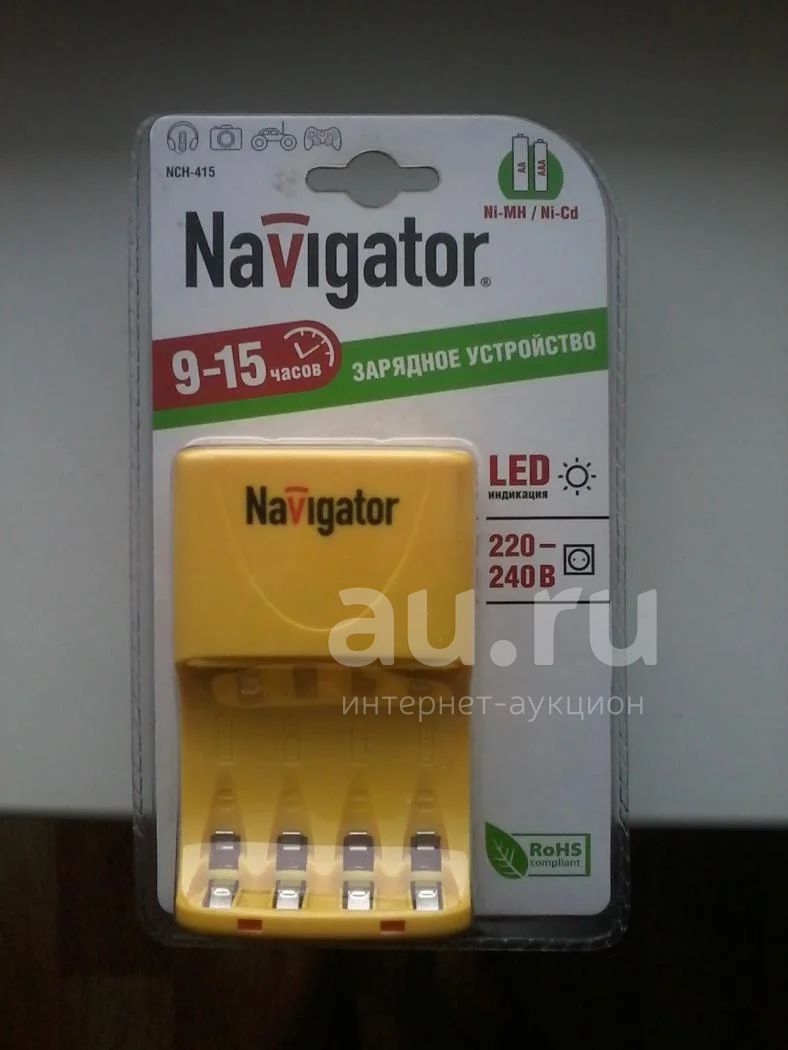 NCH-415
AA
AAA
Ni-MH / Ni-Cd
Navigator®
9-15 часов
ЗАРЯДНОЕ УСТРОЙСТВО
Navigator
LED
индикация
220–
240 В
au.ru
интернет-аукцион
RoHS
compliant